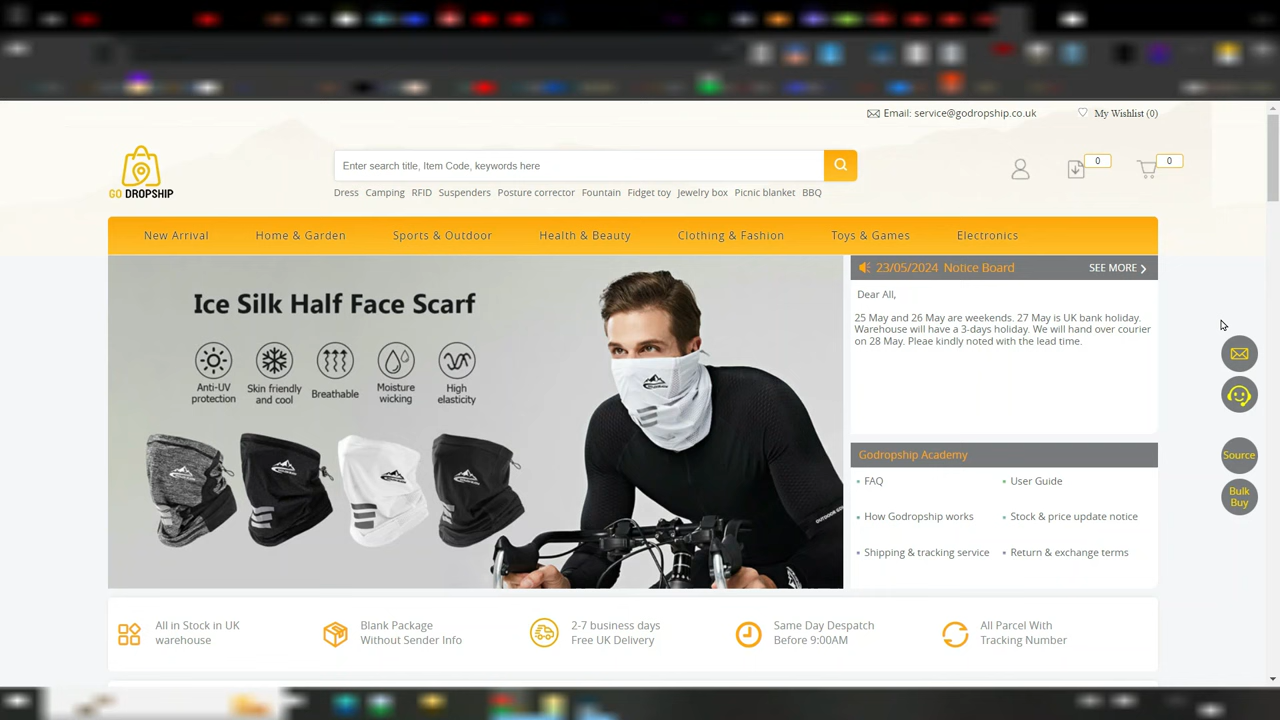 Email: service@godropship.co.uk
My Wishlist (0)
GO DROPSHIP
Enter search title, Item Code, keywords here
0
0
Dress Camping RFID Suspenders Posture corrector Fountain Fidget toy Jewelry box Picnic blanket BBQ
New Arrival Home & Garden Sports & Outdoor Health & Beauty Clothing & Fashion Toys & Games Electronics
Ice Silk Half Face Scarf
Anti-UV
protection
Skin friendly
and cool
Breathable
Moisture
wicking
High
elasticity
23/05/2024 Notice Board
SEE MORE
Dear All,
25 May and 26 May are weekends. 27 May is UK bank holiday.
Warehouse will have a 3-days holiday. We will hand over courier
on 28 May. Pleae kindly noted with the lead time.
Godropship Academy
FAQ
User Guide
How Godropship works
Stock & price update notice
Shipping & tracking service
Return & exchange terms
Source
Bulk
Buy
All in Stock in UK
warehouse
Blank Package
Without Sender Info
2-7 business days
Free UK Delivery
Same Day Despatch
Before 9:00AM
All Parcel With
Tracking Number